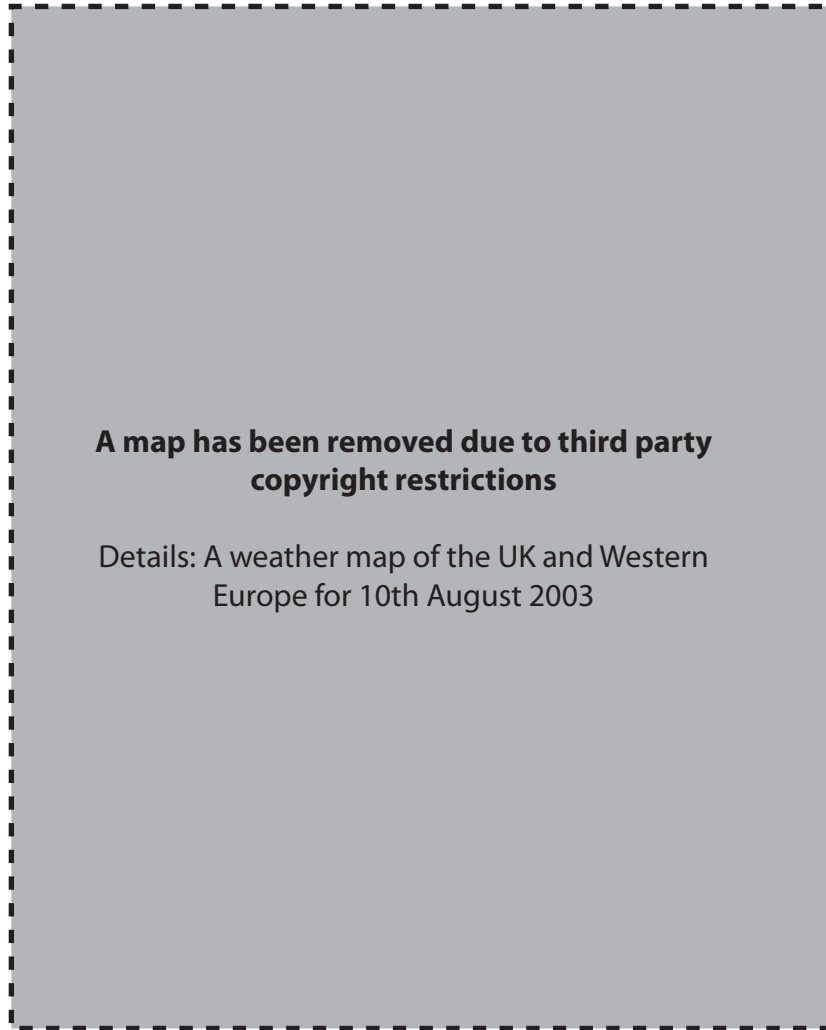 A map has been removed due to third party
copyright restrictions
Details: A weather map of the UK and Western
Europe for 10th August 2003